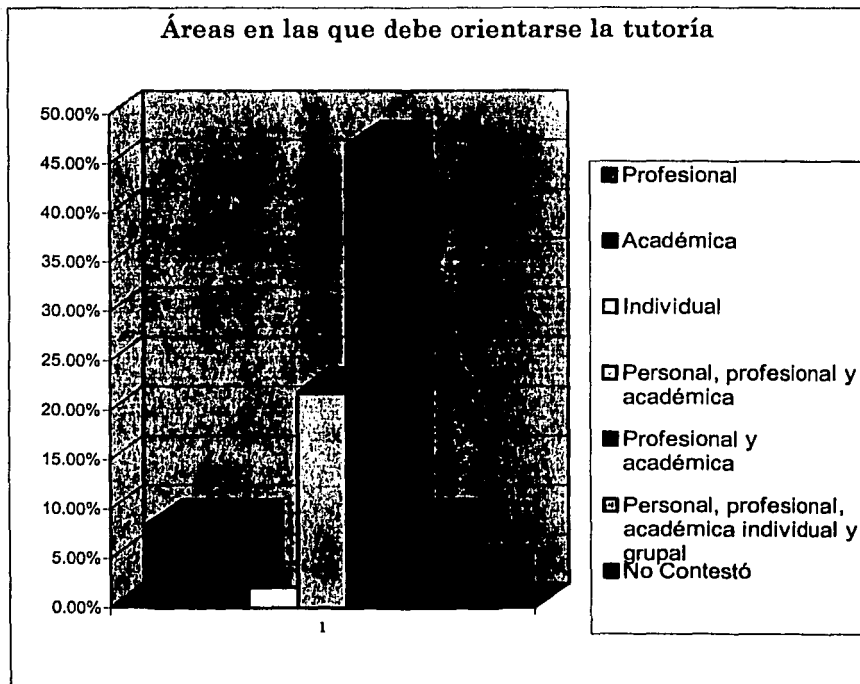 Áreas en las que debe orientarse la tutoría
50.00%
45.00%
40.00%
35.00%
30.00%
25.00%
20.00%
15.00%
10.00%
5.00%
0.00%
1
Profesional
Académica
Individual
Personal, profesional y
académica
Profesional y
académica
Personal, profesional,
académica individual y
grupal
No Contestó